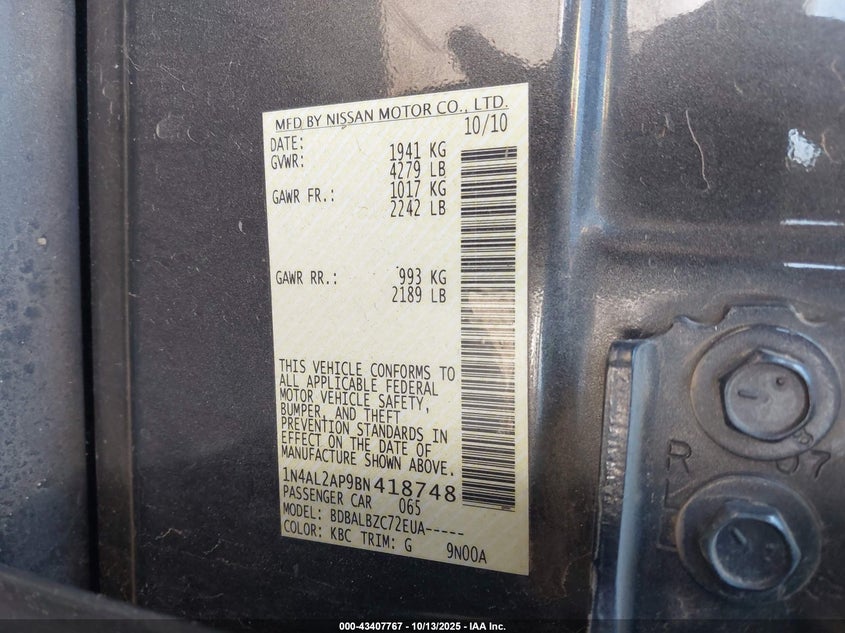 MFD BY NISSAN MOTOR CO., LTD.
DATE: 10/10
GVWR: 1941 KG
4279 LB
GAWR FR.: 1017 KG
2242 LB
GAWR RR.: 993 KG
2189 LB
THIS VEHICLE CONFORMS TO
ALL APPLICABLE FEDERAL
MOTOR VEHICLE SAFETY,
BUMPER, AND THEFT
PREVENTION STANDARDS IN
EFFECT ON THE DATE OF
MANUFACTURE SHOWN ABOVE.
1N4AL2AP9BN418748
PASSENGER CAR 065
MODEL: BDBALBZC72EUA-----
COLOR: KBC TRIM: G 9N00A
000-43407767 - 10/13/2025 - IAA Inc.